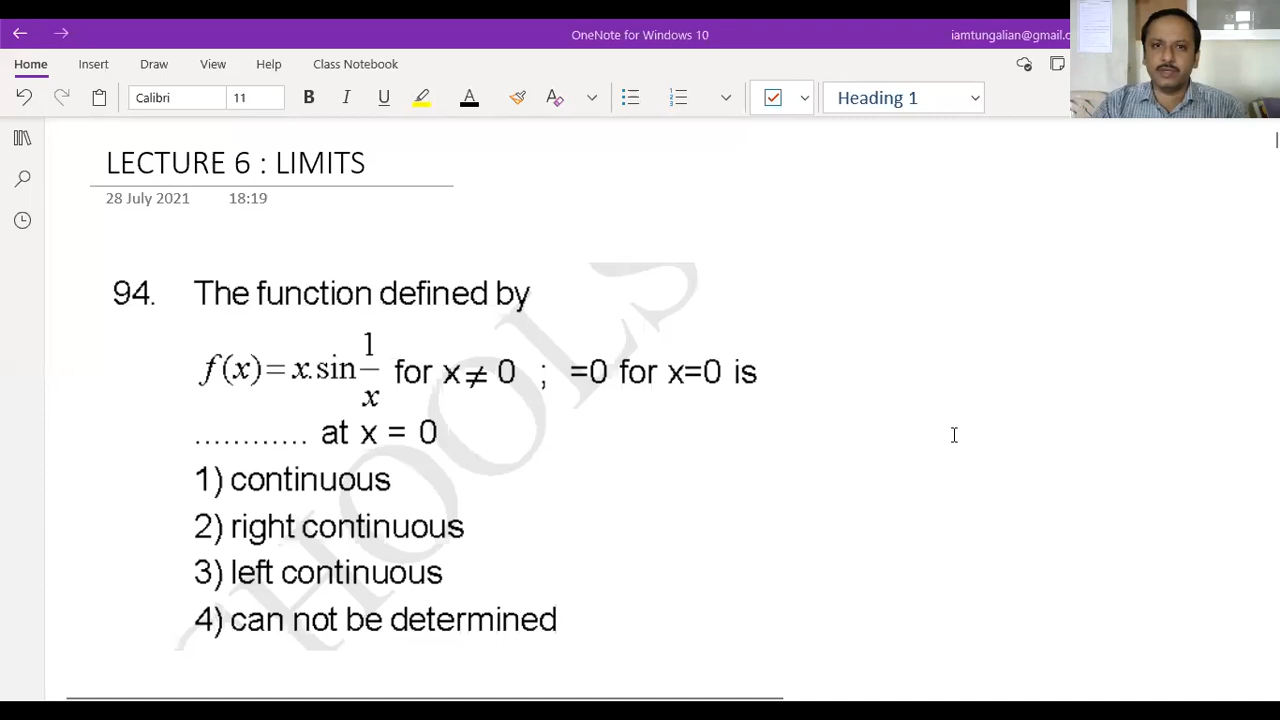 OneNote for Windows 10
iamtungalian@gmail.c
Home Insert Draw View Help Class Notebook
Calibri 11 B I U A Heading 1
LECTURE 6 : LIMITS
28 July 2021 18:19
94. The function defined by
f(x)=x.sin 1/x for x≠0 ; =0 for x=0 is
............ at x = 0
1) continuous
2) right continuous
3) left continuous
4) can not be determined
HOOLS